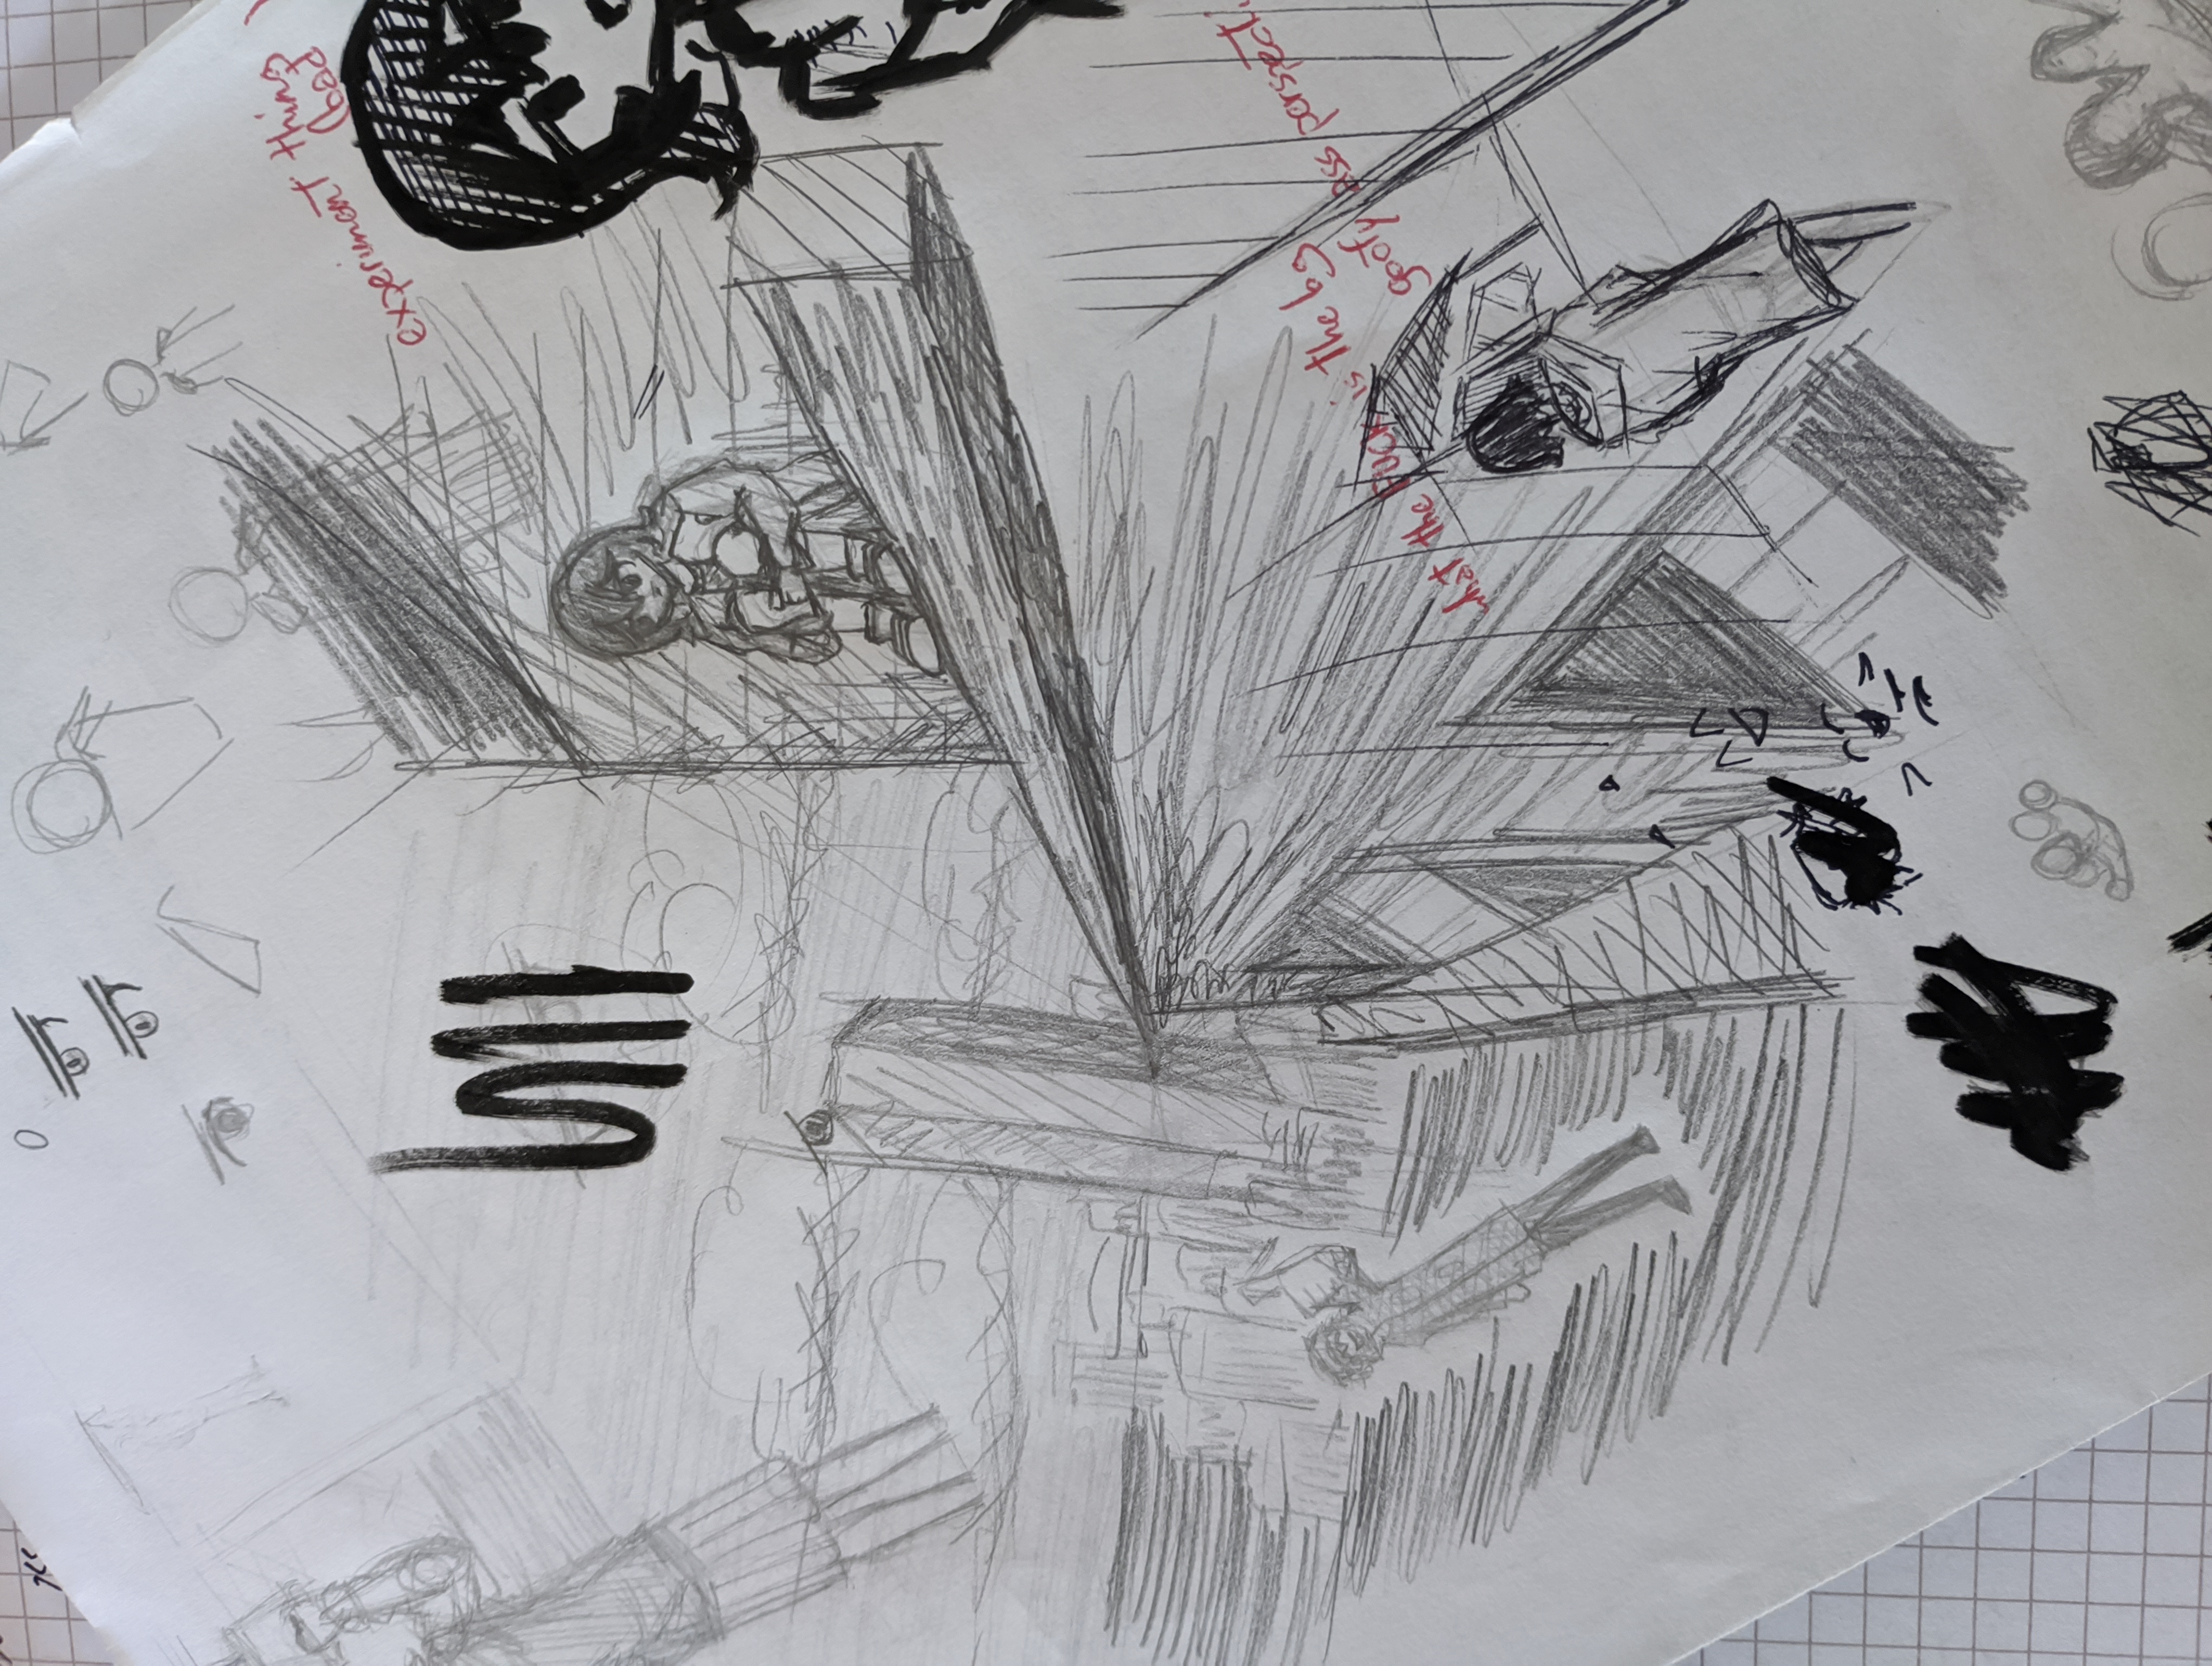 experiment thing
(bad
what the FUCK is the bg
goofy ass perspecti